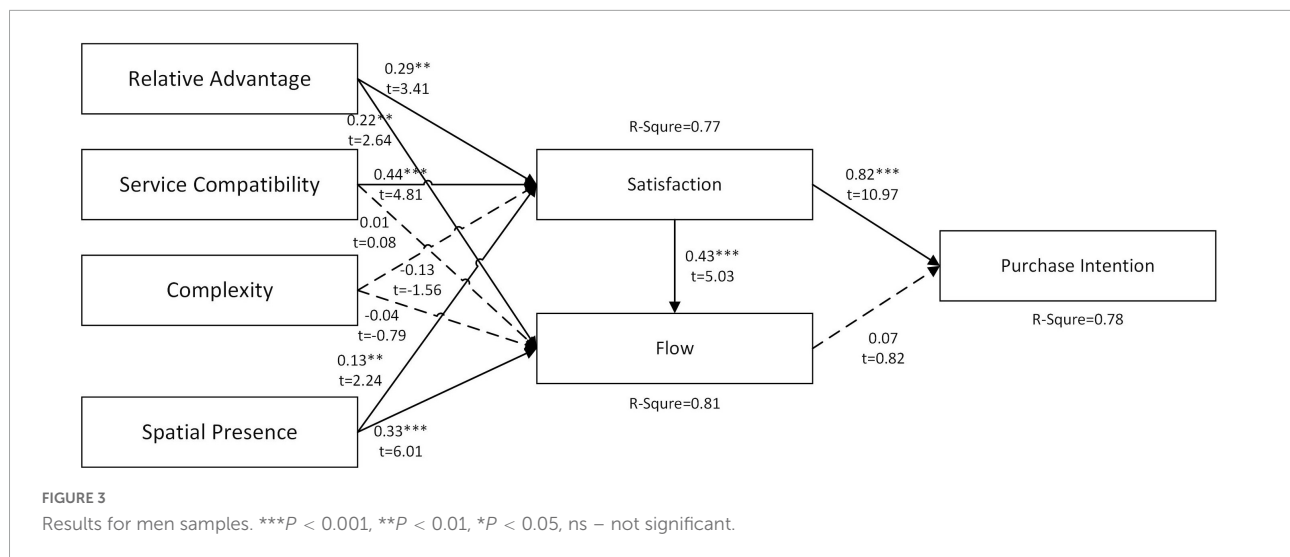 Relative Advantage
0.29**
t=3.41
0.22**
t=2.64
R-Squre=0.77
Service Compatibility
0.44***
t=4.81
Satisfaction
0.82***
t=10.97
0.01
t=0.08
0.43***
t=5.03
Purchase Intention
R-Squre=0.78
Complexity
-0.13
t=-1.56
-0.04
t=-0.79
Flow
0.07
t=0.82
0.13**
t=2.24
R-Squre=0.81
Spatial Presence
0.33***
t=6.01
FIGURE 3
Results for men samples. ***P < 0.001, **P < 0.01, *P < 0.05, ns – not significant.